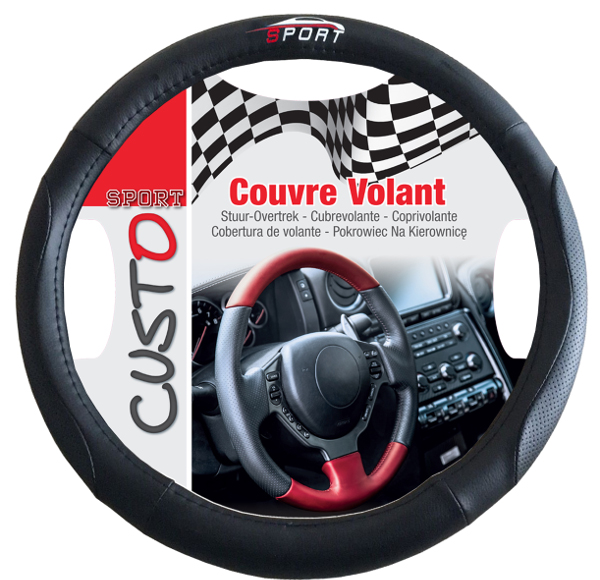 SPORT
SPORT
CUSTO
Couvre Volant
Stuur-Overtrek - Cubrevolante - Coprivolante
Cobertura de volante - Pokrowiec Na Kierownicę